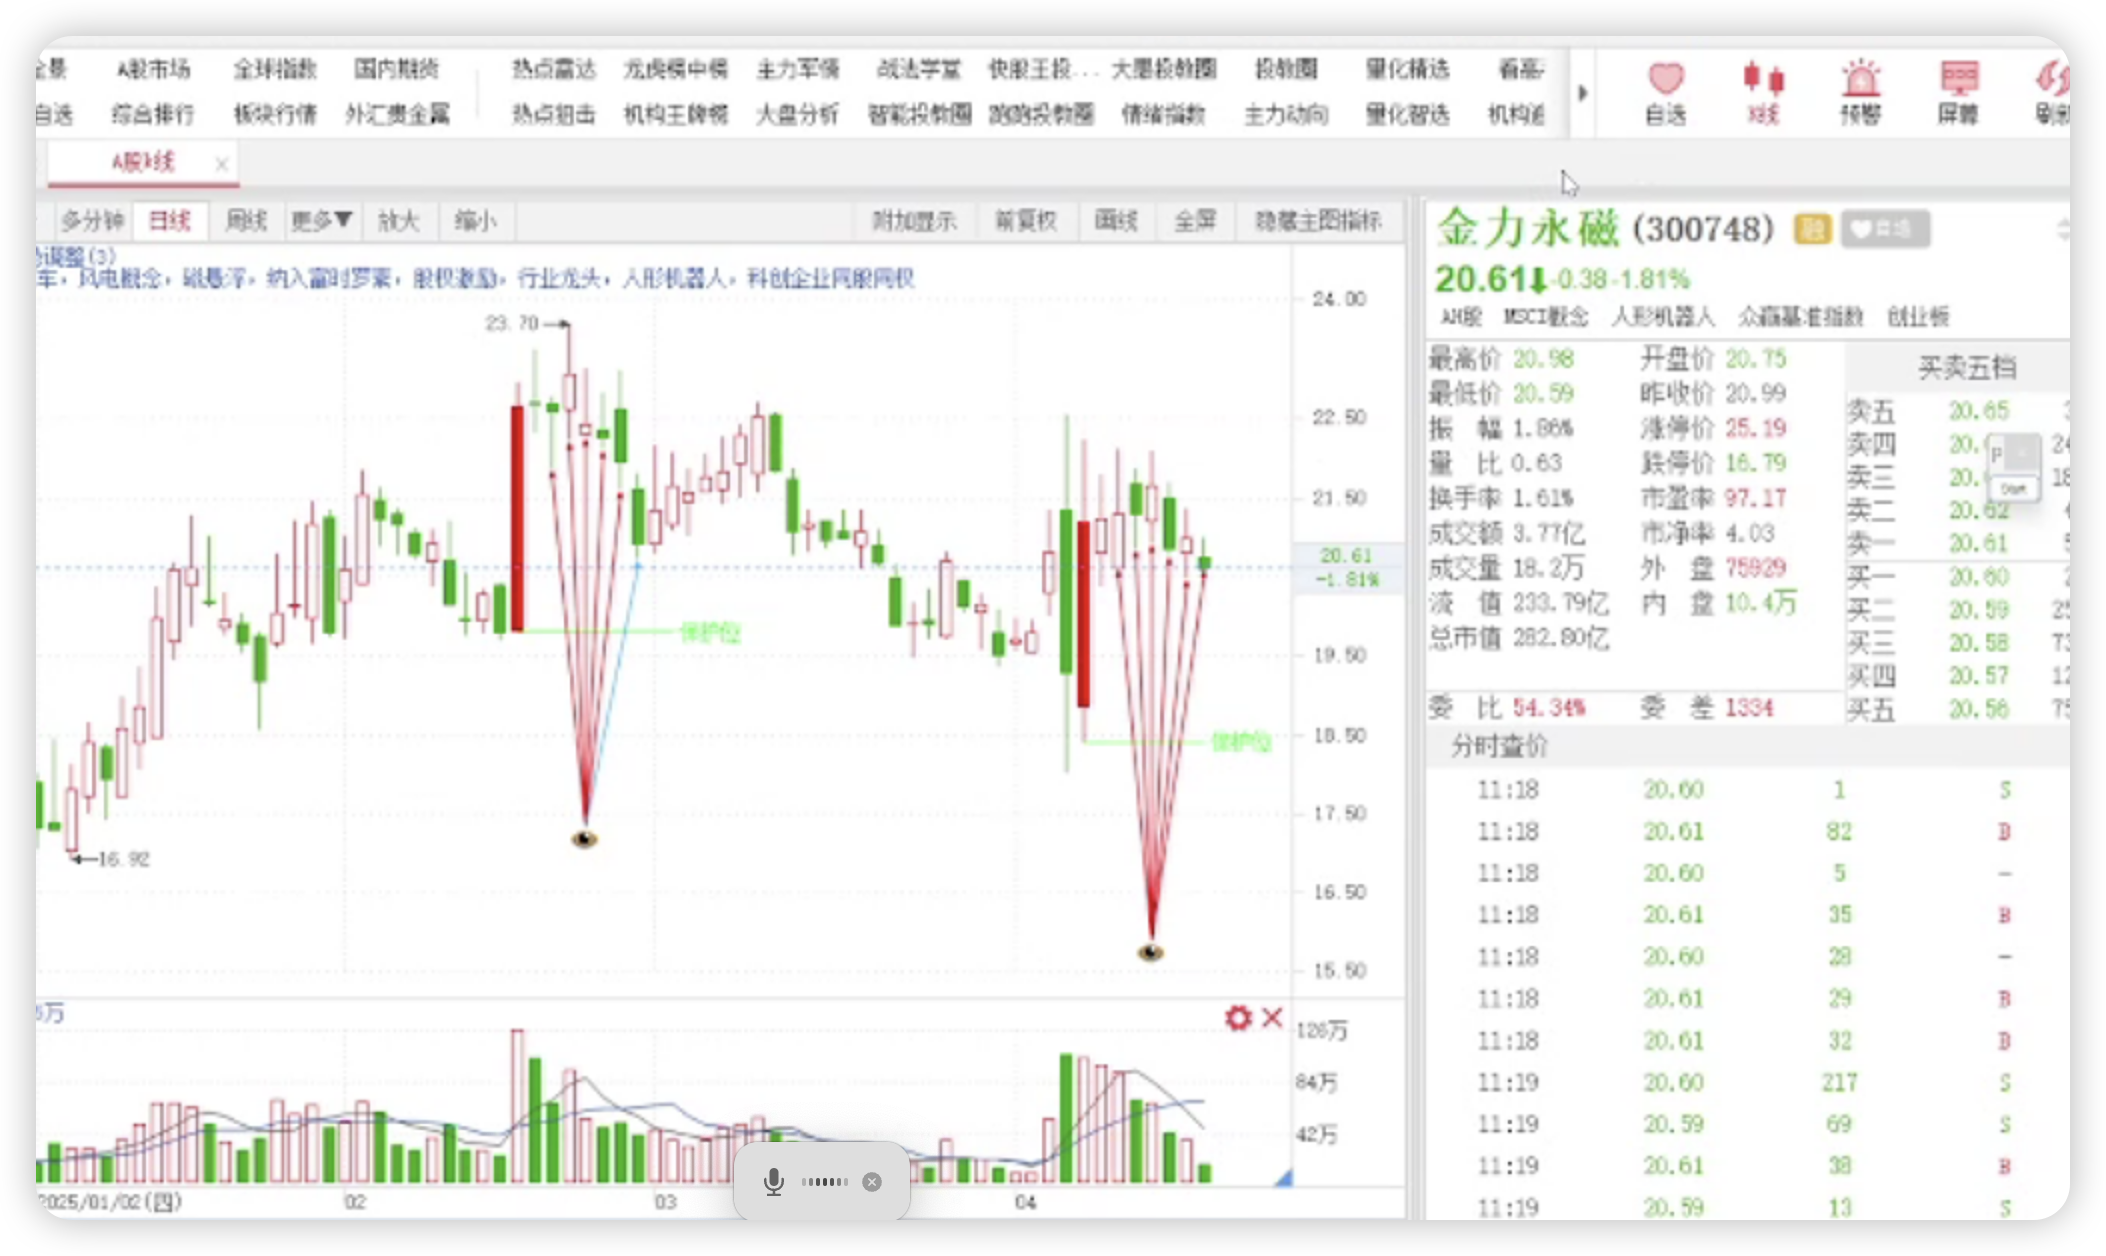 全景 A股市场 全球指数 国内期货 热点雷达 龙虎榜中榜 主力军情 战法学堂 快股王投... 大愚投教圈 投教圈 量化精选 看高
自选 综合排行 板块行情 外汇贵金属 热点狙击 机构王牌榜 大盘分析 智能投教圈 跑跑投教圈 情绪指数 主力动向 量化智选 机构追
自选 K线 预警 屏幕 刷新
A股k线
多分钟 日线 周线 更多▼ 放大 缩小 附加显示 前复权 画线 全屏 隐藏主图指标
调整(3)
车，风电概念，磁悬浮，纳入富时罗素，股权激励，行业龙头，人形机器人，科创企业同股同权
23.70
16.92
保护位
保护位
24.00
22.50
21.50
20.61
-1.81%
19.50
18.50
17.50
16.50
15.50
万
126万
84万
42万
2025/01/02(四) 02 03 04
金力永磁 (300748) 融
20.61 -0.38 -1.81%
AH股 MSCI概念 人形机器人 众赢基准指数 创业板
最高价 20.98 开盘价 20.75
最低价 20.59 昨收价 20.99
振 幅 1.86% 涨停价 25.19
量 比 0.63 跌停价 16.79
换手率 1.61% 市盈率 97.17
成交额 3.77亿 市净率 4.03
成交量 18.2万 外 盘 75929
流 值 233.79亿 内 盘 10.4万
总市值 282.80亿
委 比 54.34% 委 差 1334
买卖五档
卖五 20.65
卖四 20. 24
卖三 20. 18
卖二 20.62
卖一 20.61
买一 20.60
买二 20.59 25
买三 20.58 73
买四 20.57 12
买五 20.56 75
Start
分时查价
11:18 20.60 1 S
11:18 20.61 82 B
11:18 20.60 5 -
11:18 20.61 35 B
11:18 20.60 28 -
11:18 20.61 29 B
11:18 20.61 32 B
11:19 20.60 217 S
11:19 20.59 69 S
11:19 20.61 38 B
11:19 20.59 13 S